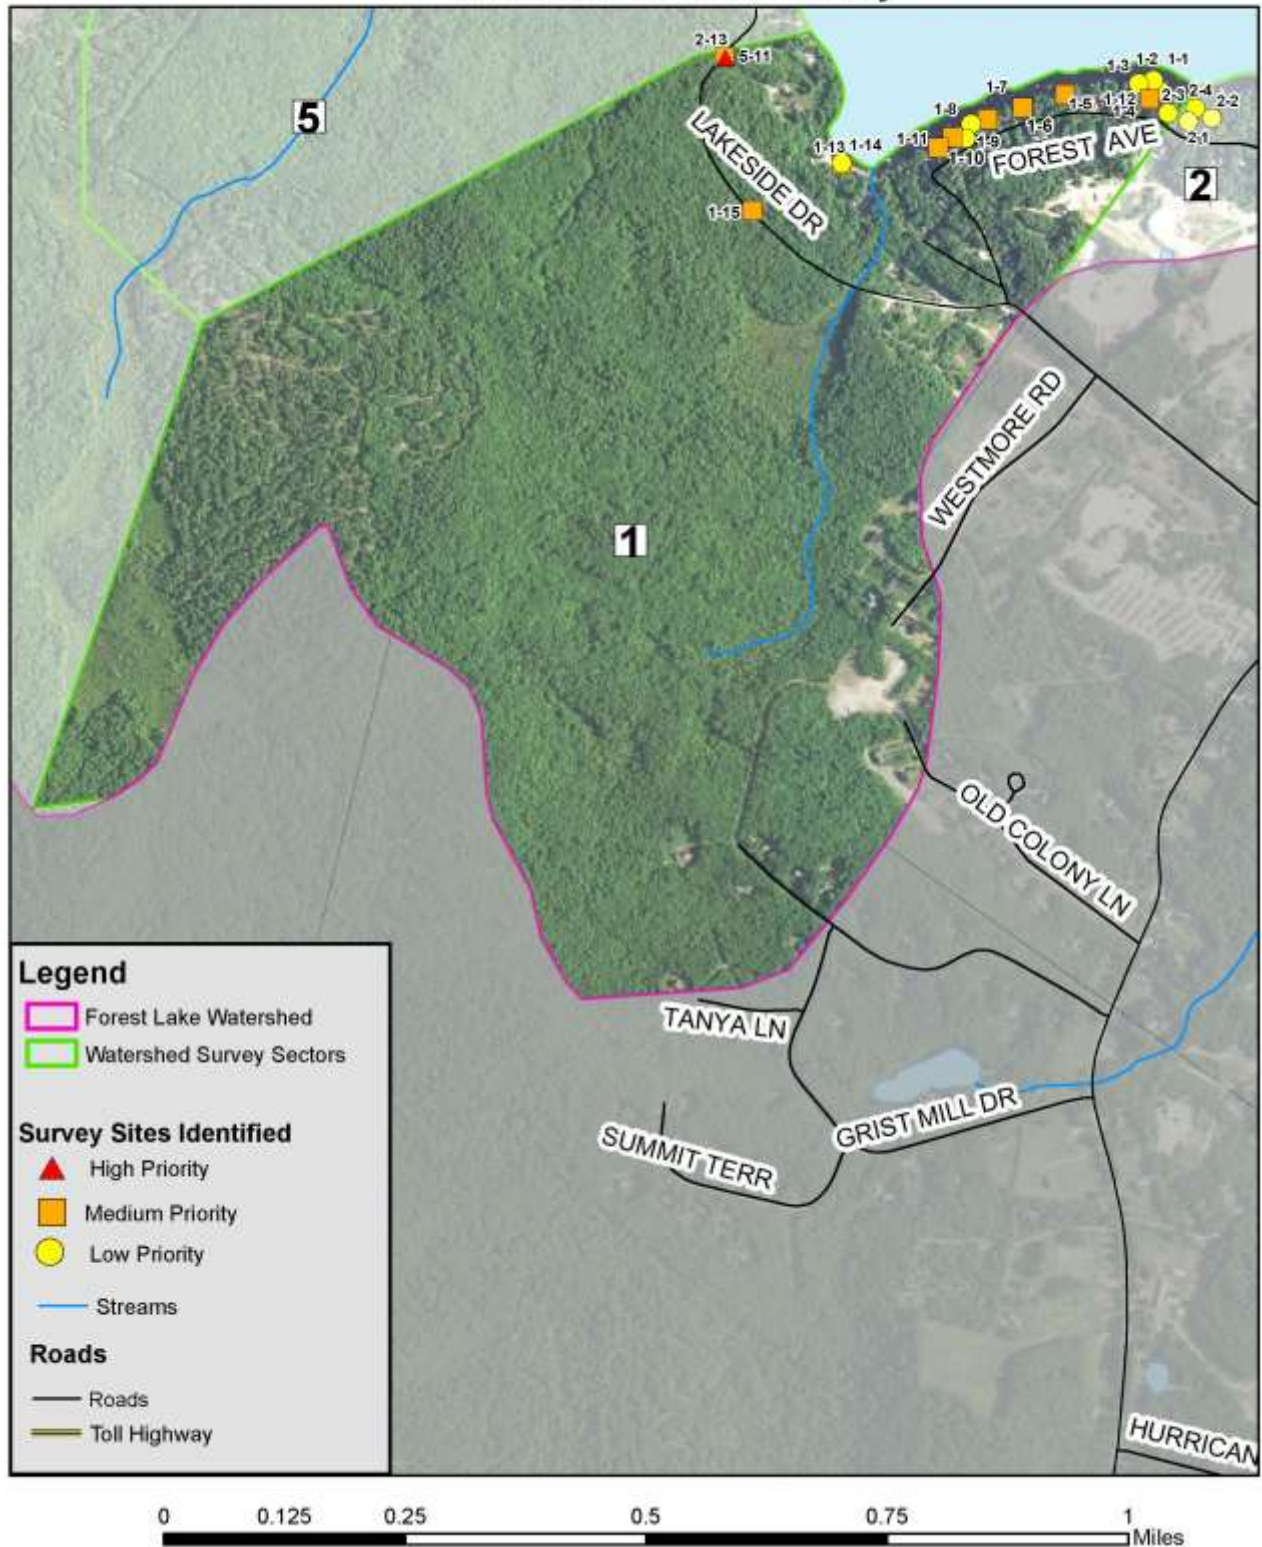 2-13
5-11
5
LAKESIDE DR
1-13 1-14
1-15
1-3
1-2
1-1
1-7
1-8
1-5
1-12
2-3
2-4
2-2
1-4
1-6
1-11
1-9
1-10
2-1
FOREST AVE
2
WESTMORE RD
1
OLD COLONY LN
TANYA LN
GRIST MILL DR
SUMMIT TERR
HURRICAN
Legend
Forest Lake Watershed
Watershed Survey Sectors
Survey Sites Identified
High Priority
Medium Priority
Low Priority
Streams
Roads
Roads
Toll Highway
0
0.125
0.25
0.5
0.75
1
Miles